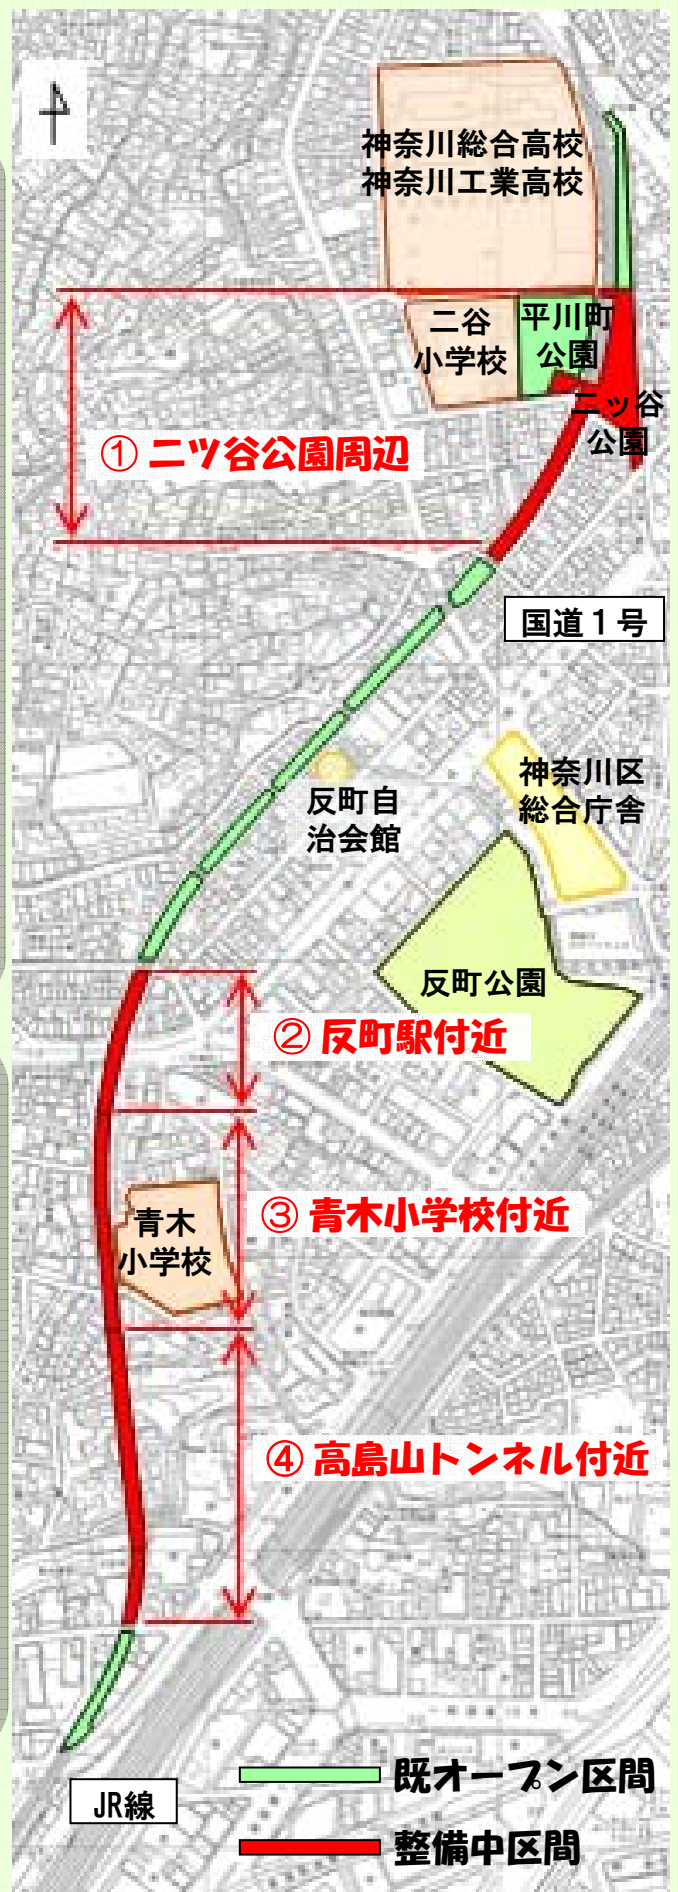 神奈川総合高校
神奈川工業高校
二谷
小学校
平川町
公園
二ッ谷
公園
① 二ツ谷公園周辺
国道1号
反町自
治会館
神奈川区
総合庁舎
反町公園
② 反町駅付近
③ 青木小学校付近
青木
小学校
④ 高島山トンネル付近
既オープン区間
JR線
整備中区間